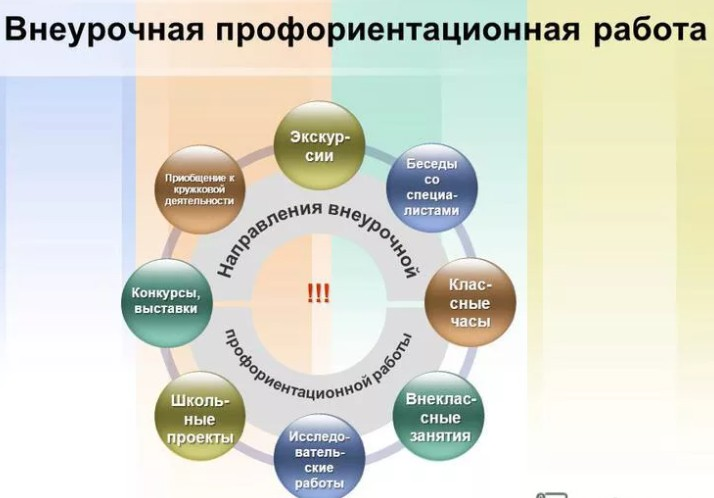 Внеурочная профориентационная работа
Экскур-
сии
Беседы
со
специа-
листами
Клас-
сные
часы
Внеклас-
сные
занятия
Исследо-
ватель-
ские
работы
Школь-
ные
проекты
Конкурсы,
выставки
Приобщение к
кружковой
деятельности
Направления внеурочной
профориентационной работы
!!!